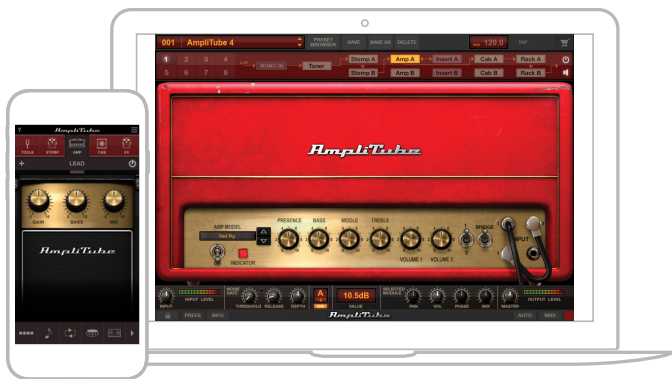 001 AmpliTube 4
PRESET BROWSER SAVE SAVE AS DELETE 120.0 TAP
1 2 3 4 MONO IN Tuner Stomp A Amp A Insert A Cab A Rack A
5 6 7 8 Stomp B Amp B Insert B Cab B Rack B
AmpliTube
AMP MODEL
Red Pig
ON
INDICATOR
PRESENCE BASS MIDDLE TREBLE
VOLUME 1 VOLUME 2
BRIDGE
INPUT
INPUT INPUT LEVEL NOISE GATE THRESHOLD RELEASE DEPTH A 10.5dB VALUE SELECTED MODULE PAN VOL PHASE MIX MASTER OUTPUT LEVEL
PREFS INFO AmpliTube AUTO MIDI
? AmpliTube
TOOLS STOMP AMP CAB FX
+ LEAD
GAIN BASS MID
AmpliTube